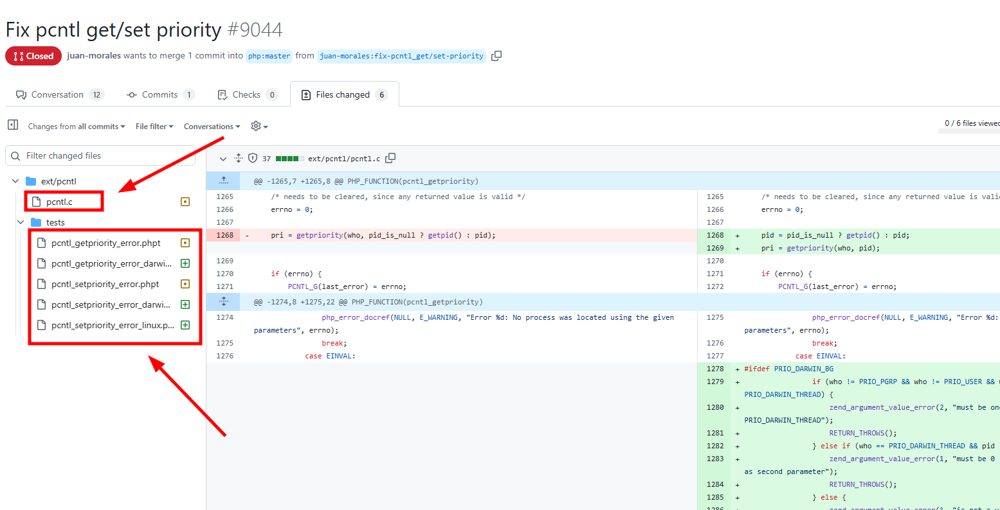 Fix pcntl get/set priority #9044
Closed juan-morales wants to merge 1 commit into php:master from juan-morales:fix-pcntl_get/set-priority
Conversation 12 Commits 1 Checks 0 Files changed 6
Changes from all commits File filter Conversations
0 / 6 files viewed
Filter changed files
ext/pcntl
pcntl.c
tests
pcntl_getpriority_error.phpt
pcntl_getpriority_error_darwi...
pcntl_setpriority_error.phpt
pcntl_setpriority_error_darwi...
pcntl_setpriority_error_linux.p...
37 ext/pcntl/pcntl.c
@@ -1265,7 +1265,8 @@ PHP_FUNCTION(pcntl_getpriority)
1265 /* needs to be cleared, since any returned value is valid */
1266 errno = 0;
1267
1268 - pri = getpriority(who, pid_is_null ? getpid() : pid);
1269
1270 if (errno) {
1271 PCNTL_G(last_error) = errno;
@@ -1274,8 +1275,22 @@ PHP_FUNCTION(pcntl_getpriority)
1274 php_error_docref(NULL, E_WARNING, "Error %d: No process was located using the given
parameters", errno);
1275 break;
1276 case EINVAL:
1265 /* needs to be cleared, since any returned value is
1266 errno = 0;
1267
1268 + pid = pid_is_null ? getpid() : pid;
1269 + pri = getpriority(who, pid);
1270
1271 if (errno) {
1272 PCNTL_G(last_error) = errno;
1275 php_error_docref(NULL, E_WARNING, "Error %d:
parameters", errno);
1276 break;
1277 case EINVAL:
1278 + #ifdef PRIO_DARWIN_BG
1279 + if (who != PRIO_PGRP && who != PRIO_USER &&
PRIO_DARWIN_THREAD) {
1280 + zend_argument_value_error(2, "must be
PRIO_DARWIN_THREAD");
1281 + RETURN_THROWS();
1282 + } else if (who == PRIO_DARWIN_THREAD && pid
1283 + zend_argument_value_error(1, "must be 0
as second parameter");
1284 + RETURN_THROWS();
1285 + } else {